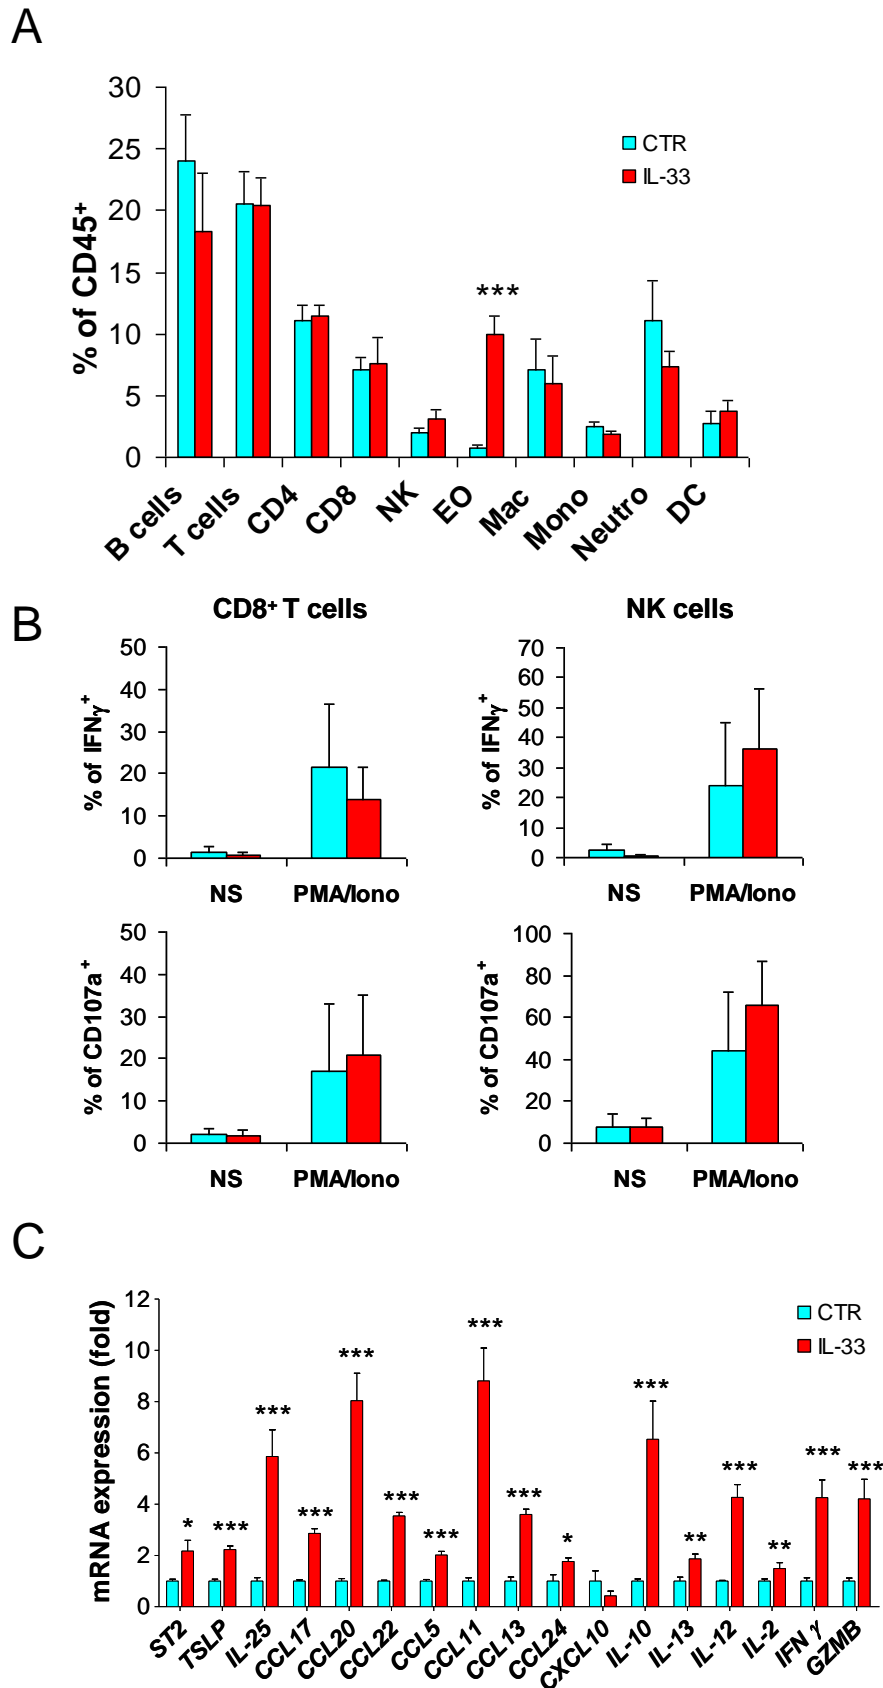 A
30
25
20
15
10
5
0
% of CD45+
CTR
IL-33
***
B cells
T cells
CD4
CD8
NK
EO
Mac
Mono
Neutro
DC
B
CD8+ T cells
NK cells
50
40
30
20
10
0
% of IFNγ+
NS
PMA/Iono
70
60
50
40
30
20
10
0
% of IFNγ+
NS
PMA/Iono
50
40
30
20
10
0
% of CD107a+
NS
PMA/Iono
100
80
60
40
20
0
% of CD107a+
NS
PMA/Iono
C
12
10
8
6
4
2
0
mRNA expression (fold)
CTR
IL-33
*
***
***
***
***
***
***
***
***
*
***
**
***
**
***
***
ST2
TSLP
IL-25
CCL17
CCL20
CCL22
CCL5
CCL11
CCL13
CCL24
CXCL10
IL-10
IL-13
IL-12
IL-2
IFN γ
GZMB